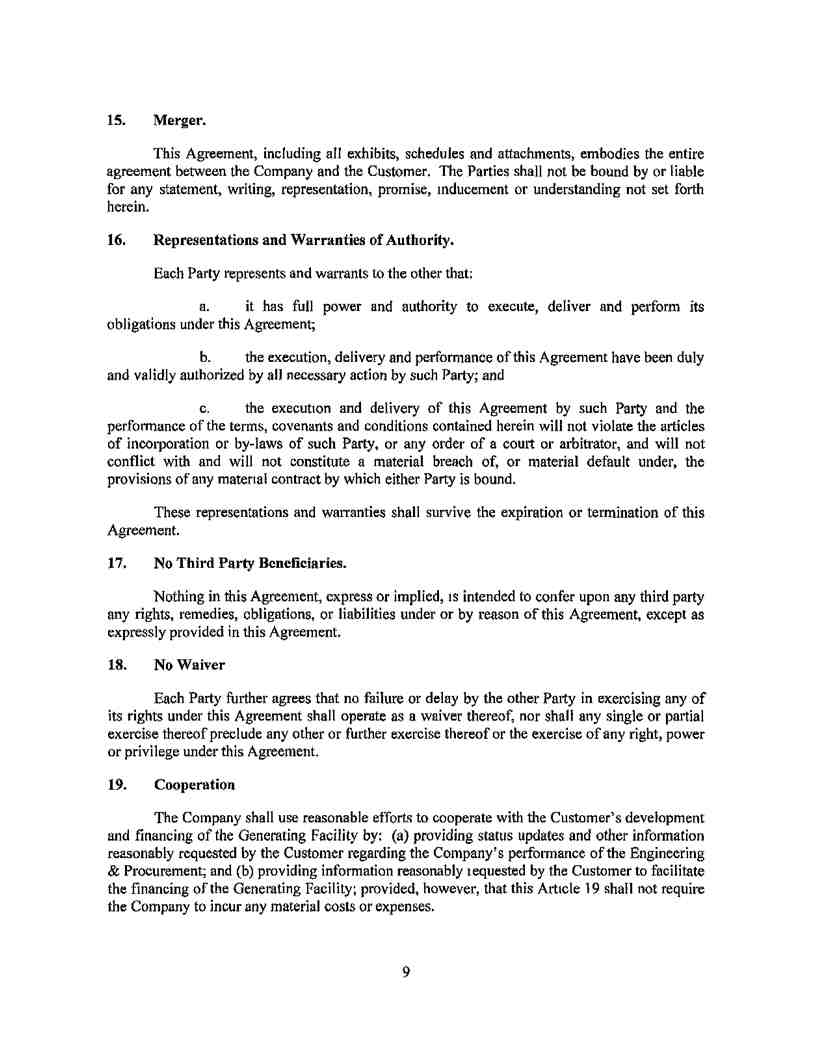 15. Merger.
This Agreement, including all exhibits, schedules and attachments, embodies the entire
agreement between the Company and the Customer. The Parties shall not be bound by or liable
for any statement, writing, representation, promise, inducement or understanding not set forth
herein.
16. Representations and Warranties of Authority.
Each Party represents and warrants to the other that:
a. it has full power and authority to execute, deliver and perform its
obligations under this Agreement;
b. the execution, delivery and performance of this Agreement have been duly
and validly authorized by all necessary action by such Party; and
c. the execution and delivery of this Agreement by such Party and the
performance of the terms, covenants and conditions contained herein will not violate the articles
of incorporation or by-laws of such Party, or any order of a court or arbitrator, and will not
conflict with and will not constitute a material breach of, or material default under, the
provisions of any material contract by which either Party is bound.
These representations and warranties shall survive the expiration or termination of this
Agreement.
17. No Third Party Beneficiaries.
Nothing in this Agreement, express or implied, is intended to confer upon any third party
any rights, remedies, obligations, or liabilities under or by reason of this Agreement, except as
expressly provided in this Agreement.
18. No Waiver
Each Party further agrees that no failure or delay by the other Party in exercising any of
its rights under this Agreement shall operate as a waiver thereof, nor shall any single or partial
exercise thereof preclude any other or further exercise thereof or the exercise of any right, power
or privilege under this Agreement.
19. Cooperation
The Company shall use reasonable efforts to cooperate with the Customer's development
and financing of the Generating Facility by: (a) providing status updates and other information
reasonably requested by the Customer regarding the Company's performance of the Engineering
& Procurement; and (b) providing information reasonably requested by the Customer to facilitate
the financing of the Generating Facility; provided, however, that this Article 19 shall not require
the Company to incur any material costs or expenses.
9